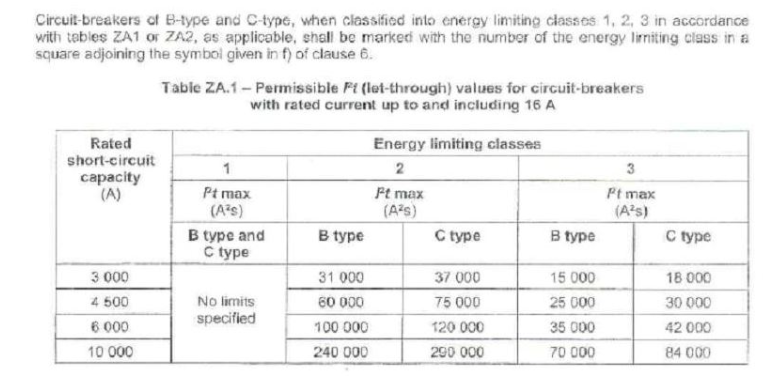 Circuit-breakers of B-type and C-type, when classified into energy limiting classes 1, 2, 3 in accordance
with tables ZA1 or ZA2, as applicable, shall be marked with the number of the energy limiting class in a
square adjoining the symbol given in f) of clause 6.
Table ZA.1 – Permissible I²t (let-through) values for circuit-breakers
with rated current up to and including 16 A
Rated short-circuit capacity (A) Energy limiting classes
1 2 3
I²t max (A²s) I²t max (A²s) I²t max (A²s)
B type and C type B type C type B type C type
3 000 No limits specified 31 000 37 000 15 000 18 000
4 500 60 000 75 000 25 000 30 000
6 000 100 000 120 000 35 000 42 000
10 000 240 000 290 000 70 000 84 000